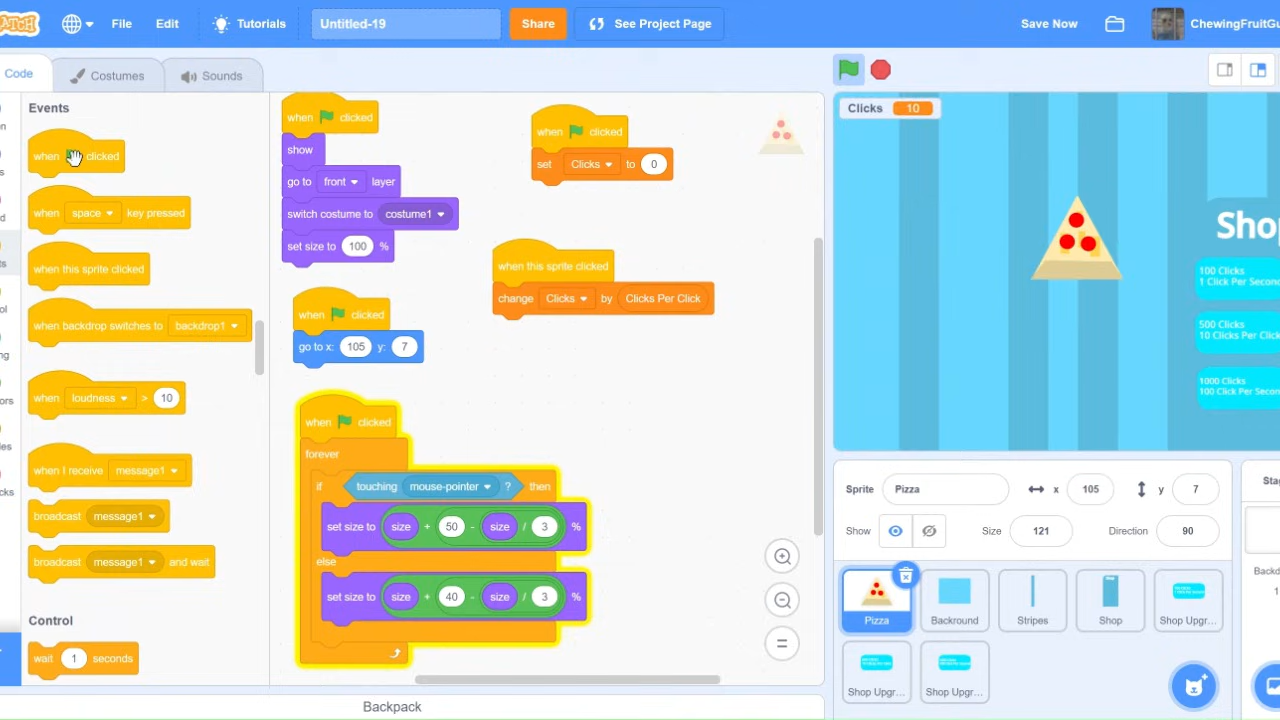 File
Edit
Tutorials
Untitled-19
Share
See Project Page
Save Now
ChewingFruitGu
Code
Costumes
Sounds
Events
when clicked
when space key pressed
when this sprite clicked
when backdrop switches to backdrop1
when loudness > 10
when I receive message1
broadcast message1
broadcast message1 and wait
Control
wait 1 seconds
when clicked
show
go to front layer
switch costume to costume1
set size to 100 %
when clicked
go to x: 105 y: 7
when clicked
forever
if touching mouse-pointer ? then
set size to size + 50 - size / 3 %
else
set size to size + 40 - size / 3 %
when clicked
set Clicks to 0
when this sprite clicked
change Clicks by Clicks Per Click
Backpack
Clicks 10
Shop
100 Clicks
1 Click Per Secon
500 Clicks
10 Clicks Per Click
1000 Clicks
100 Click Per Secon
Sprite Pizza x 105 y 7
Show Size 121 Direction 90
Pizza
Backround
Stripes
Shop
Shop Upgr...
Shop Upgr...
Shop Upgr...
Stag
Backd
1